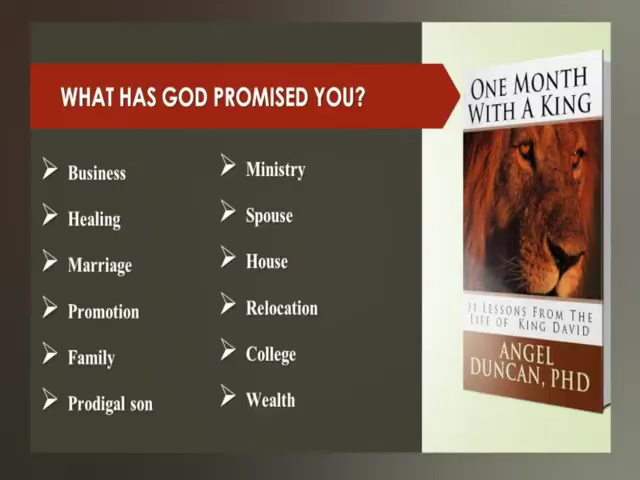 WHAT HAS GOD PROMISED YOU?
Business
Healing
Marriage
Promotion
Family
Prodigal son
Ministry
Spouse
House
Relocation
College
Wealth
ONE MONTH
WITH A KING
31 LESSONS FROM THE
LIFE OF KING DAVID
ANGEL
DUNCAN, PHD